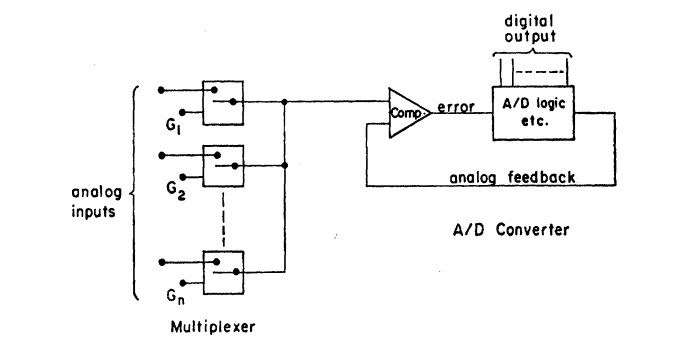 digital
output
analog
inputs
G1
G2
Gn
Comp.
error
A/D logic
etc.
analog feedback
A/D Converter
Multiplexer